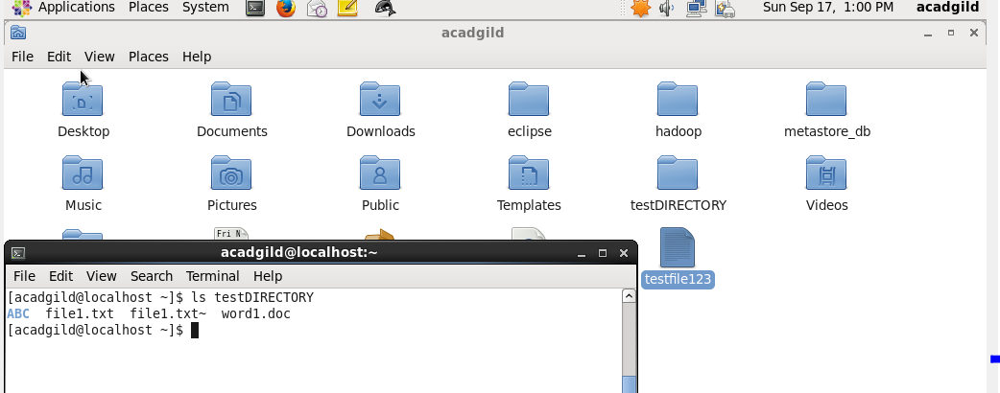 Applications Places System Sun Sep 17, 1:00 PM acadgild
acadgild
File Edit View Places Help
Desktop Documents Downloads eclipse hadoop metastore_db
Music Pictures Public Templates testDIRECTORY Videos
Fri N
testfile123
acadgild@localhost:~
File Edit View Search Terminal Help
[acadgild@localhost ~]$ ls testDIRECTORY
ABC file1.txt file1.txt~ word1.doc
[acadgild@localhost ~]$